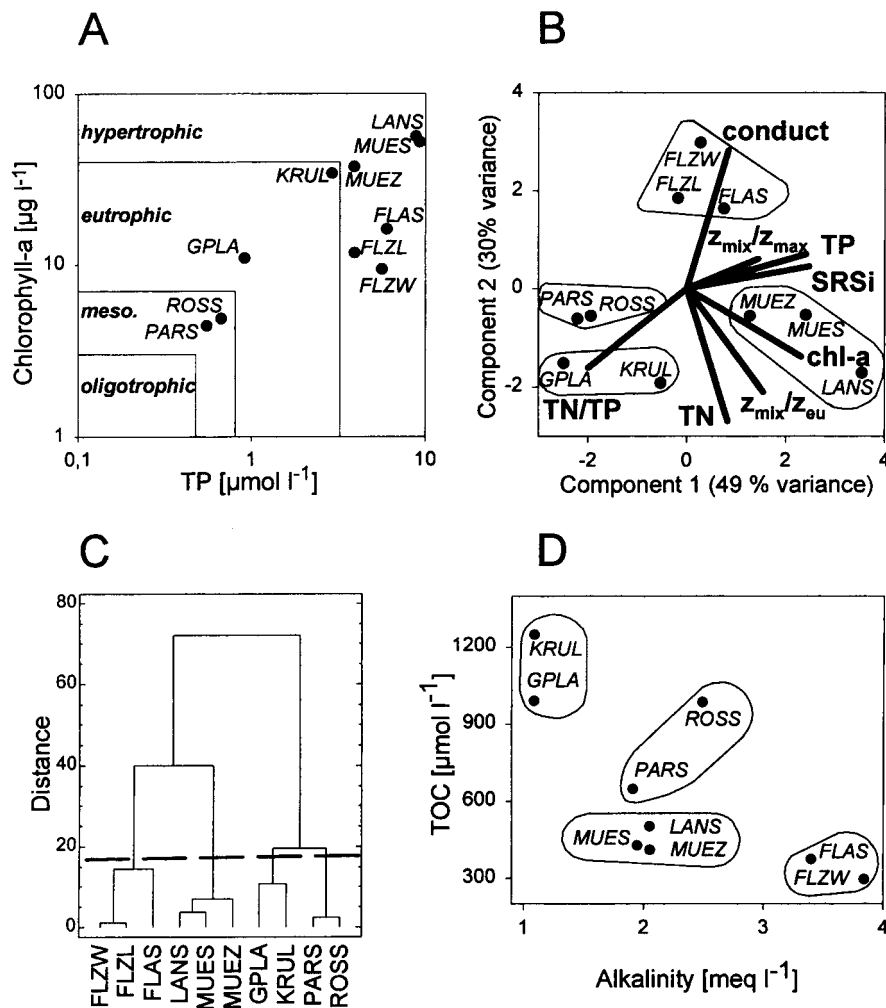 A
Chlorophyll-a [µg l-1]
100
10
1
hypertrophic
eutrophic
meso.
oligotrophic
LANS
MUES
KRUL
MUEZ
FLAS
GPLA
FLZL
FLZW
ROSS
PARS
0,1
1
10
TP [µmol l-1]
B
Component 2 (30% variance)
4
2
0
-2
conduct
FLZW
FLZL
FLAS
zmix/zmax
TP
SRSi
PARS
ROSS
MUEZ
MUES
chl-a
GPLA
KRUL
LANS
TN/TP
TN
zmix/zeu
-2
0
2
4
Component 1 (49 % variance)
C
Distance
80
60
40
20
0
FLZW
FLZL
FLAS
LANS
MUES
MUEZ
GPLA
KRUL
PARS
ROSS
D
TOC [µmol l-1]
1200
900
600
300
KRUL
GPLA
ROSS
PARS
MUES
LANS
MUEZ
FLAS
FLZW
1
2
3
4
Alkalinity [meq l-1]